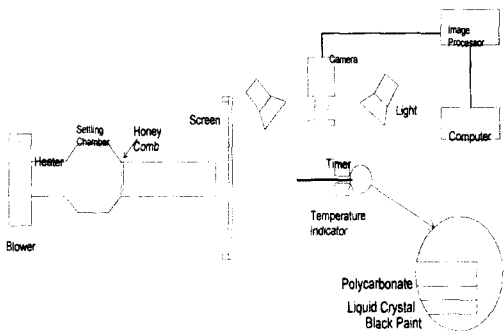 Image
Processor
Camera
Light
Computer
Screen
Settling
Chamber
Honey
Comb
Heater
Blower
Timer
Temperature
Indicator
Polycarbonate
Liquid Crystal
Black Paint